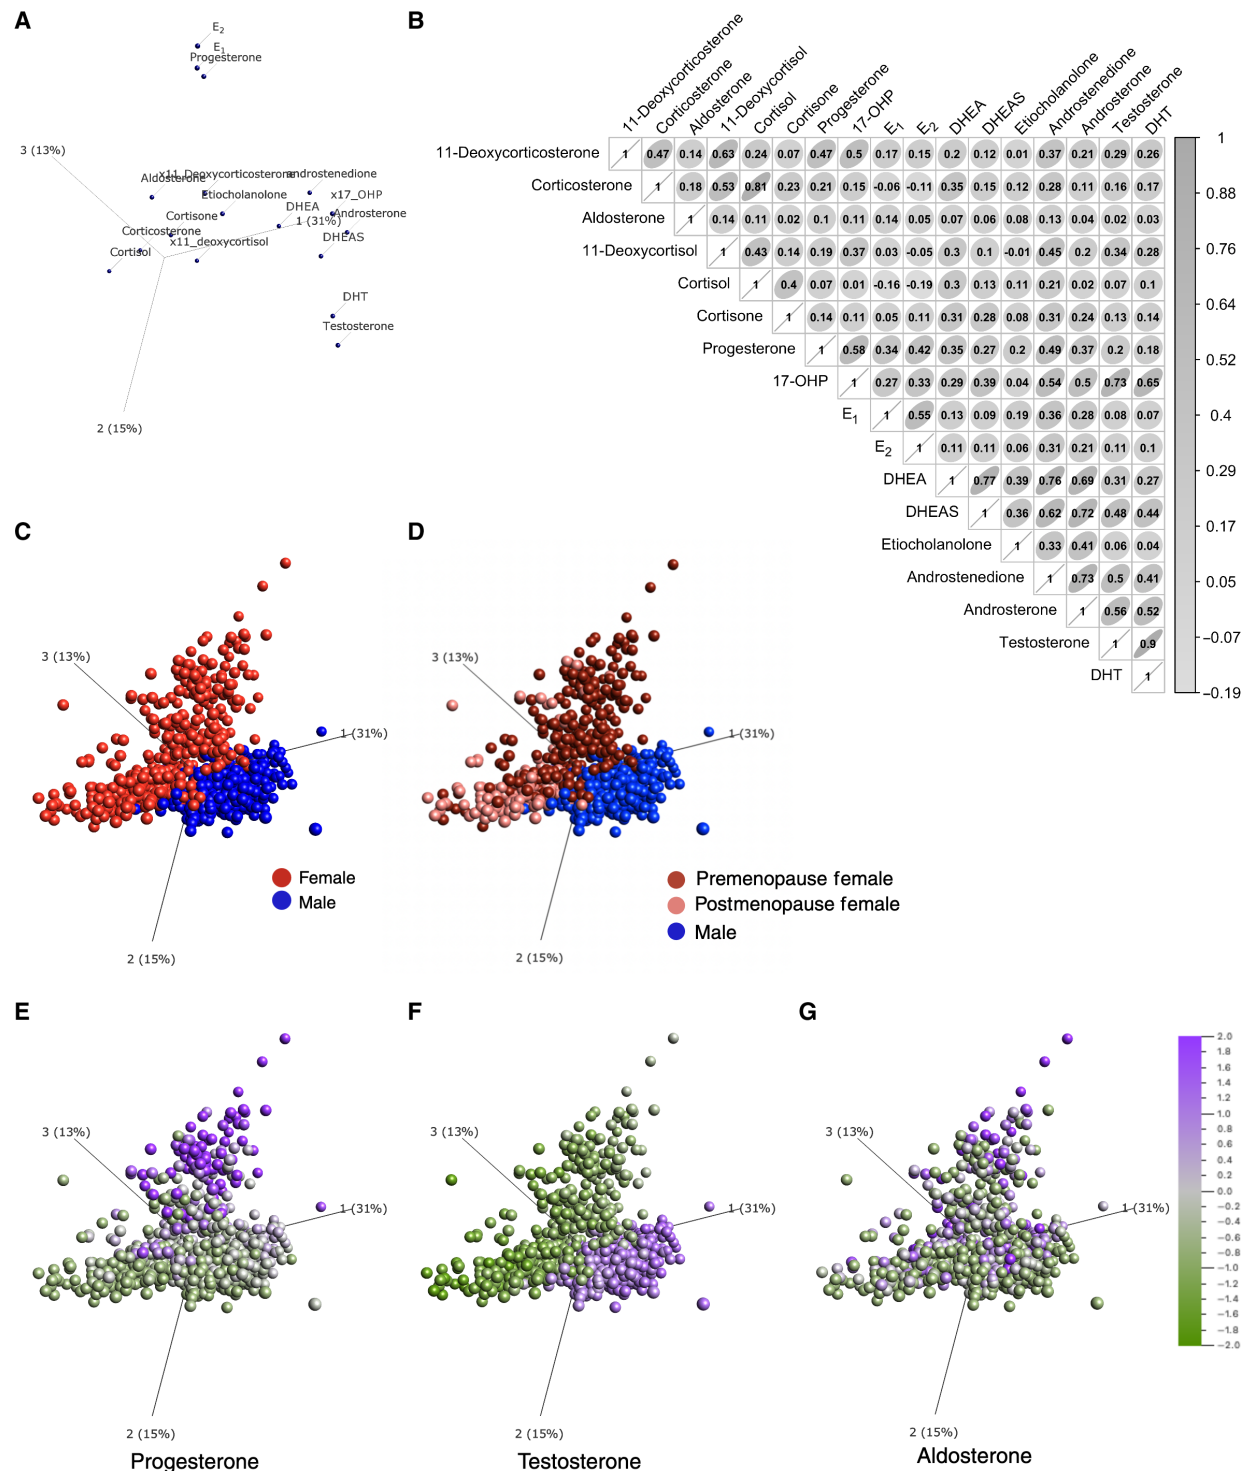 A
E2
E1
Progesterone
3 (13%)
Aldosterone
x11_Deoxycorticosterone
androstenedione
Etiocholanolone
x17_OHP
DHEA
Cortisone
1 (31%)
Androsterone
Corticosterone
x11_deoxycortisol
DHEAS
Cortisol
DHT
Testosterone
2 (15%)
B
11-Deoxycorticosterone
Corticosterone
Aldosterone
11-Deoxycortisol
Cortisol
Cortisone
Progesterone
17-OHP
E1
E2
DHEA
DHEAS
Etiocholanolone
Androstenedione
Androsterone
Testosterone
DHT
11-Deoxycorticosterone 1 0.47 0.14 0.63 0.24 0.07 0.47 0.5 0.17 0.15 0.2 0.12 0.01 0.37 0.21 0.29 0.26
Corticosterone 1 0.18 0.53 0.81 0.23 0.21 0.15 -0.06 -0.11 0.35 0.15 0.12 0.28 0.11 0.16 0.17
Aldosterone 1 0.14 0.11 0.02 0.1 0.11 0.14 0.05 0.07 0.06 0.08 0.13 0.04 0.02 0.03
11-Deoxycortisol 1 0.43 0.14 0.19 0.37 0.03 -0.05 0.3 0.1 -0.01 0.45 0.2 0.34 0.28
Cortisol 1 0.4 0.07 0.01 -0.16 -0.19 0.3 0.13 0.11 0.21 0.02 0.07 0.1
Cortisone 1 0.14 0.11 0.05 0.11 0.31 0.28 0.08 0.31 0.24 0.13 0.14
Progesterone 1 0.58 0.34 0.42 0.35 0.27 0.2 0.49 0.37 0.2 0.18
17-OHP 1 0.27 0.33 0.29 0.39 0.04 0.54 0.5 0.73 0.65
E1 1 0.55 0.13 0.09 0.19 0.36 0.28 0.08 0.07
E2 1 0.11 0.11 0.06 0.31 0.21 0.11 0.1
DHEA 1 0.77 0.39 0.76 0.69 0.31 0.27
DHEAS 1 0.36 0.62 0.72 0.48 0.44
Etiocholanolone 1 0.33 0.41 0.06 0.04
Androstenedione 1 0.73 0.5 0.41
Androsterone 1 0.56 0.52
Testosterone 1 0.9
DHT 1
1
0.88
0.76
0.64
0.52
0.4
0.29
0.17
0.05
−0.07
−0.19
C
3 (13%)
1 (31%)
2 (15%)
Female
Male
D
3 (13%)
1 (31%)
2 (15%)
Premenopause female
Postmenopause female
Male
E
3 (13%)
1 (31%)
2 (15%)
Progesterone
F
3 (13%)
1 (31%)
2 (15%)
Testosterone
G
3 (13%)
1 (31%)
2 (15%)
Aldosterone
2.0
1.8
1.6
1.4
1.2
1.0
0.8
0.6
0.4
0.2
0.0
−0.2
−0.4
−0.6
−0.8
−1.0
−1.2
−1.4
−1.6
−1.8
−2.0